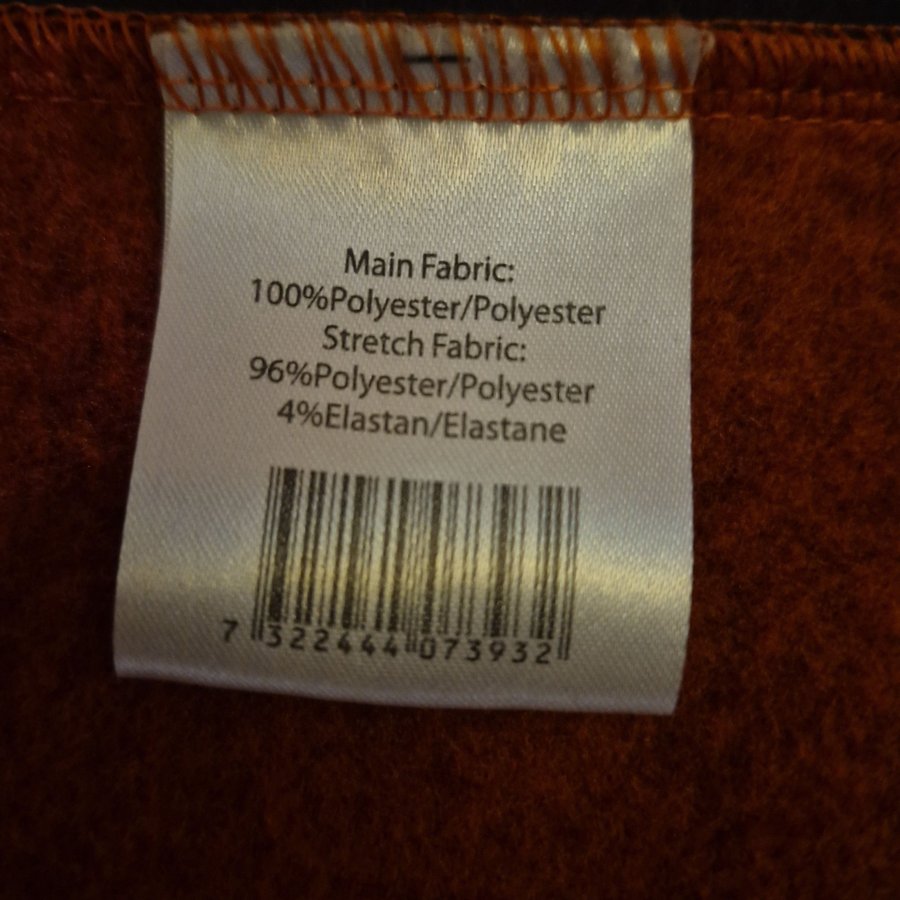 Main Fabric:
100%Polyester/Polyester
Stretch Fabric:
96%Polyester/Polyester
4%Elastan/Elastane
7 322444 073932